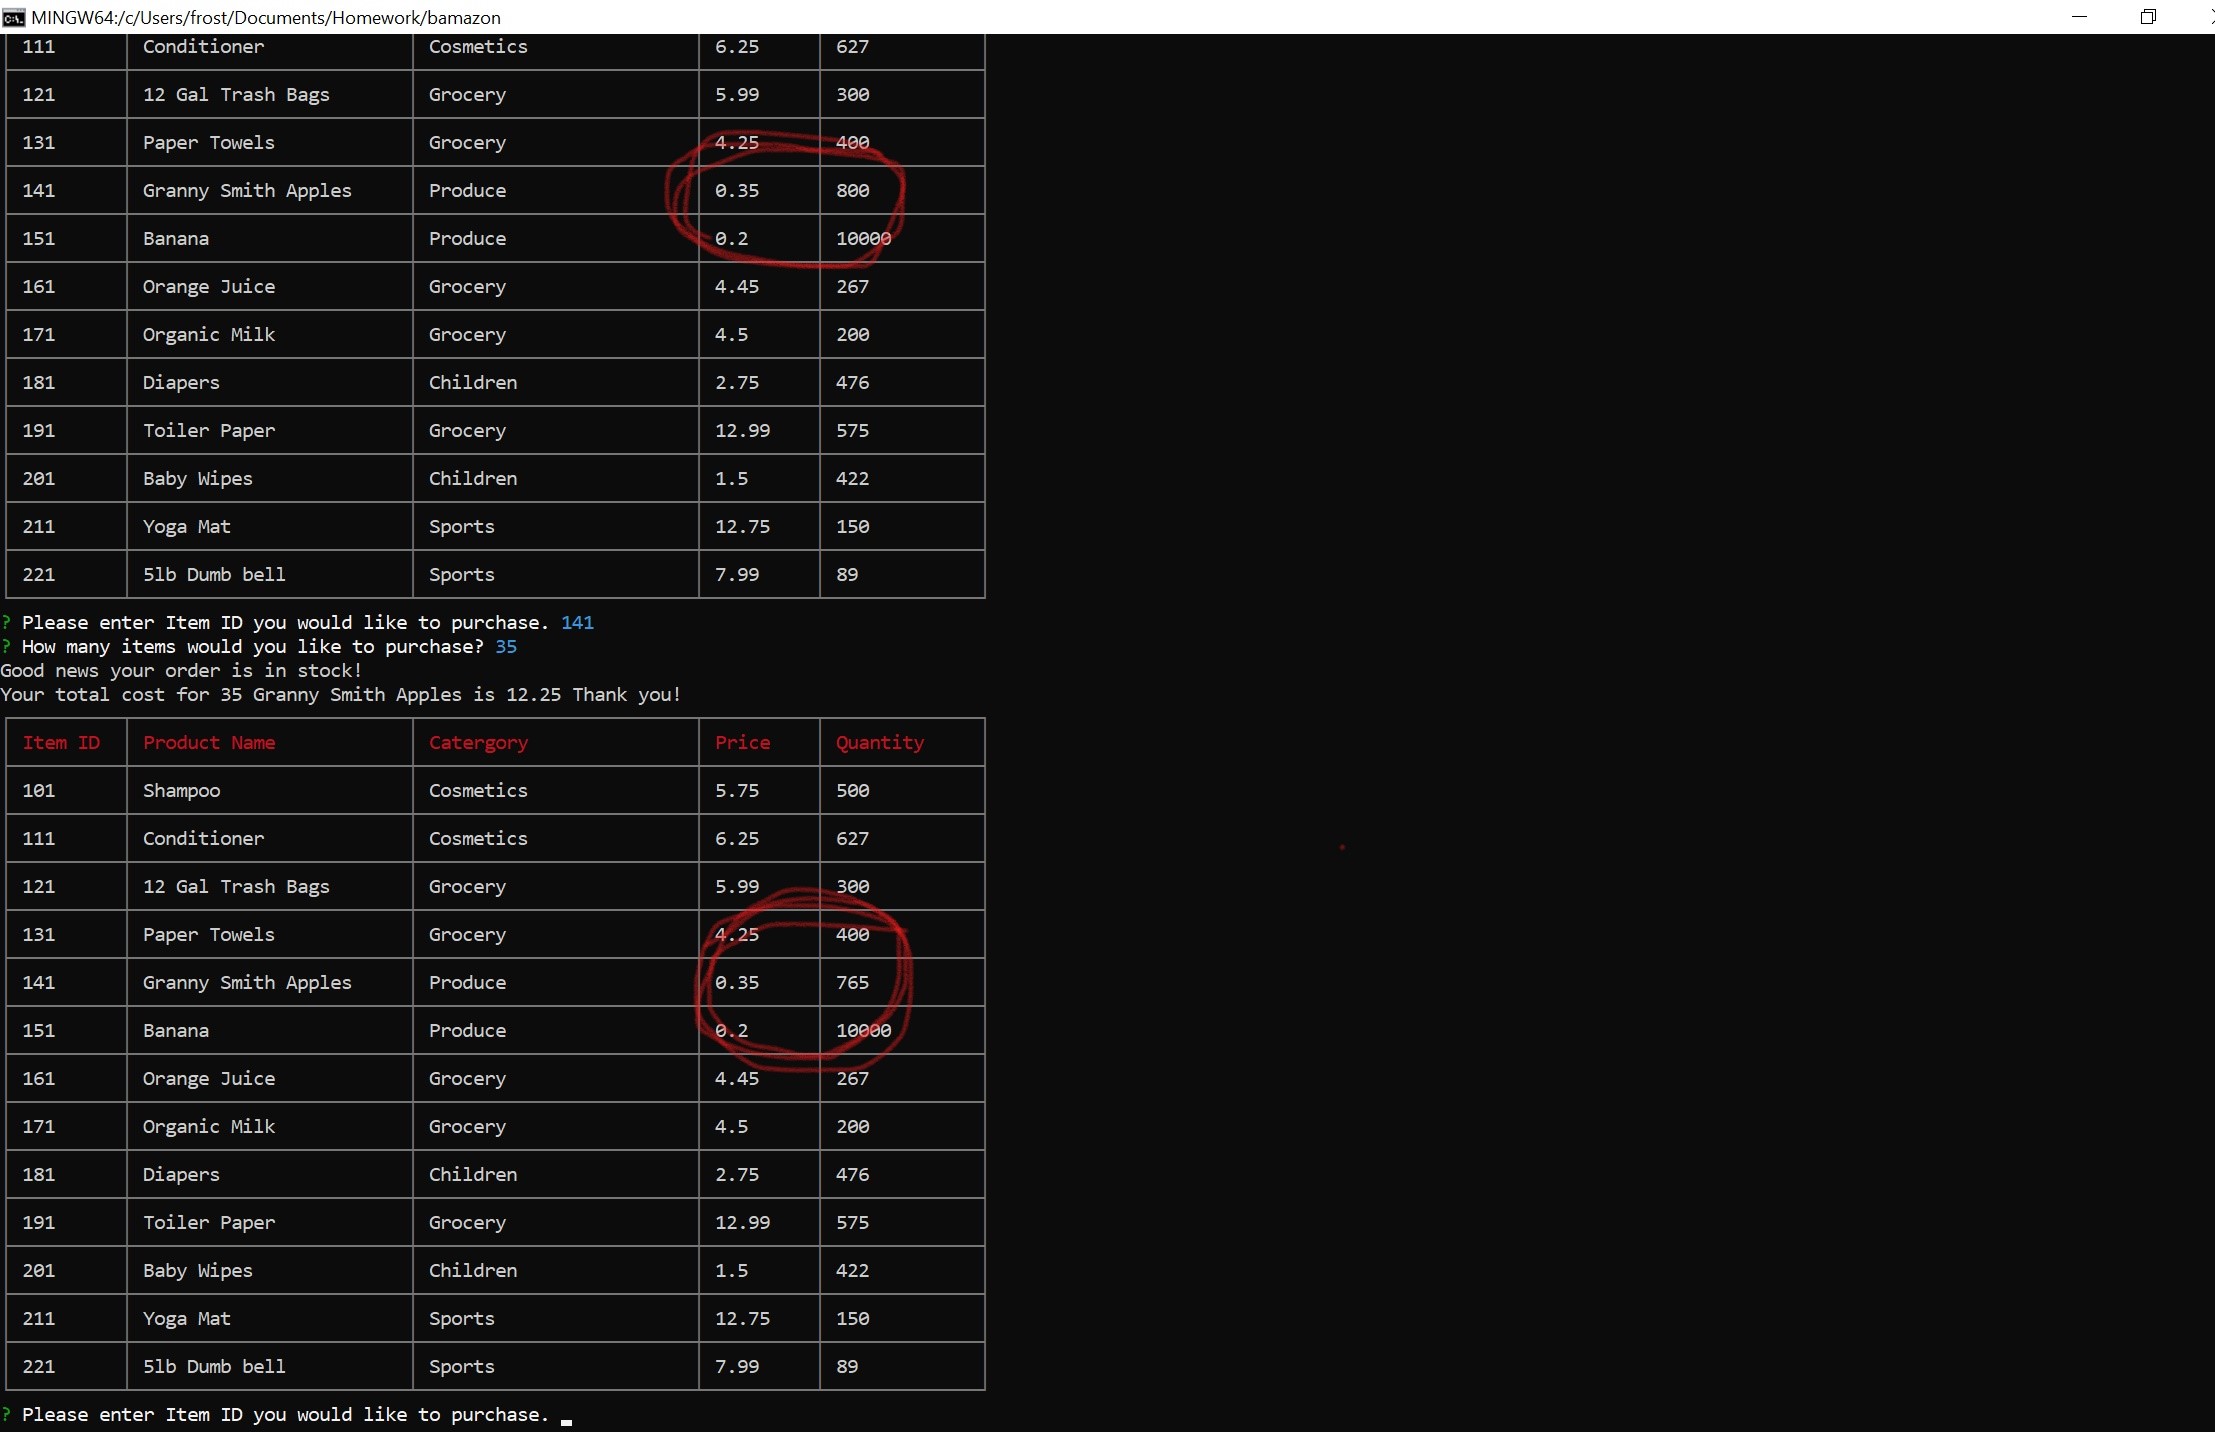 MINGW64:/c/Users/frost/Documents/Homework/bamazon
111 Conditioner Cosmetics 6.25 627
121 12 Gal Trash Bags Grocery 5.99 300
131 Paper Towels Grocery 4.25 400
141 Granny Smith Apples Produce 0.35 800
151 Banana Produce 0.2 10000
161 Orange Juice Grocery 4.45 267
171 Organic Milk Grocery 4.5 200
181 Diapers Children 2.75 476
191 Toiler Paper Grocery 12.99 575
201 Baby Wipes Children 1.5 422
211 Yoga Mat Sports 12.75 150
221 5lb Dumb bell Sports 7.99 89
? Please enter Item ID you would like to purchase. 141
? How many items would you like to purchase? 35
Good news your order is in stock!
Your total cost for 35 Granny Smith Apples is 12.25 Thank you!
Item ID Product Name Catergory Price Quantity
101 Shampoo Cosmetics 5.75 500
111 Conditioner Cosmetics 6.25 627
121 12 Gal Trash Bags Grocery 5.99 300
131 Paper Towels Grocery 4.25 400
141 Granny Smith Apples Produce 0.35 765
151 Banana Produce 0.2 10000
161 Orange Juice Grocery 4.45 267
171 Organic Milk Grocery 4.5 200
181 Diapers Children 2.75 476
191 Toiler Paper Grocery 12.99 575
201 Baby Wipes Children 1.5 422
211 Yoga Mat Sports 12.75 150
221 5lb Dumb bell Sports 7.99 89
? Please enter Item ID you would like to purchase.